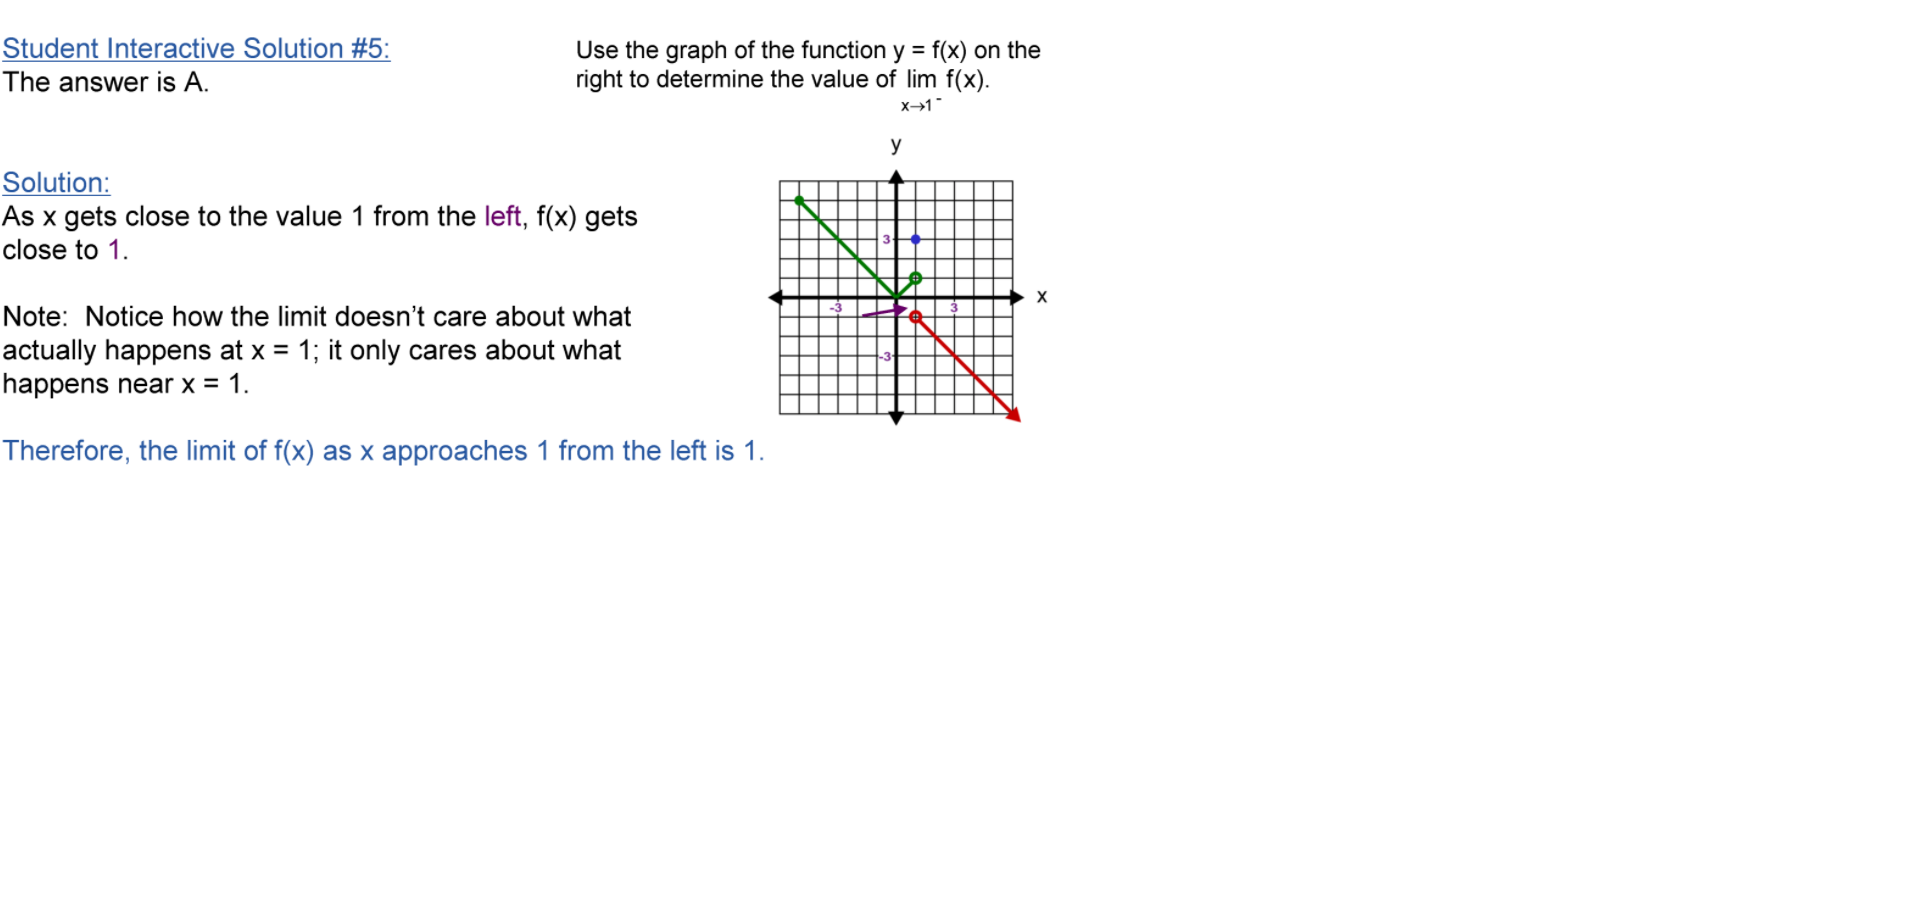 Student Interactive Solution #5:
The answer is A.
Use the graph of the function y = f(x) on the
right to determine the value of lim f(x).
x→1⁻
y
Solution:
As x gets close to the value 1 from the left, f(x) gets
close to 1.
3
x
-3
3
Note: Notice how the limit doesn’t care about what
actually happens at x = 1; it only cares about what
happens near x = 1.
-3
Therefore, the limit of f(x) as x approaches 1 from the left is 1.